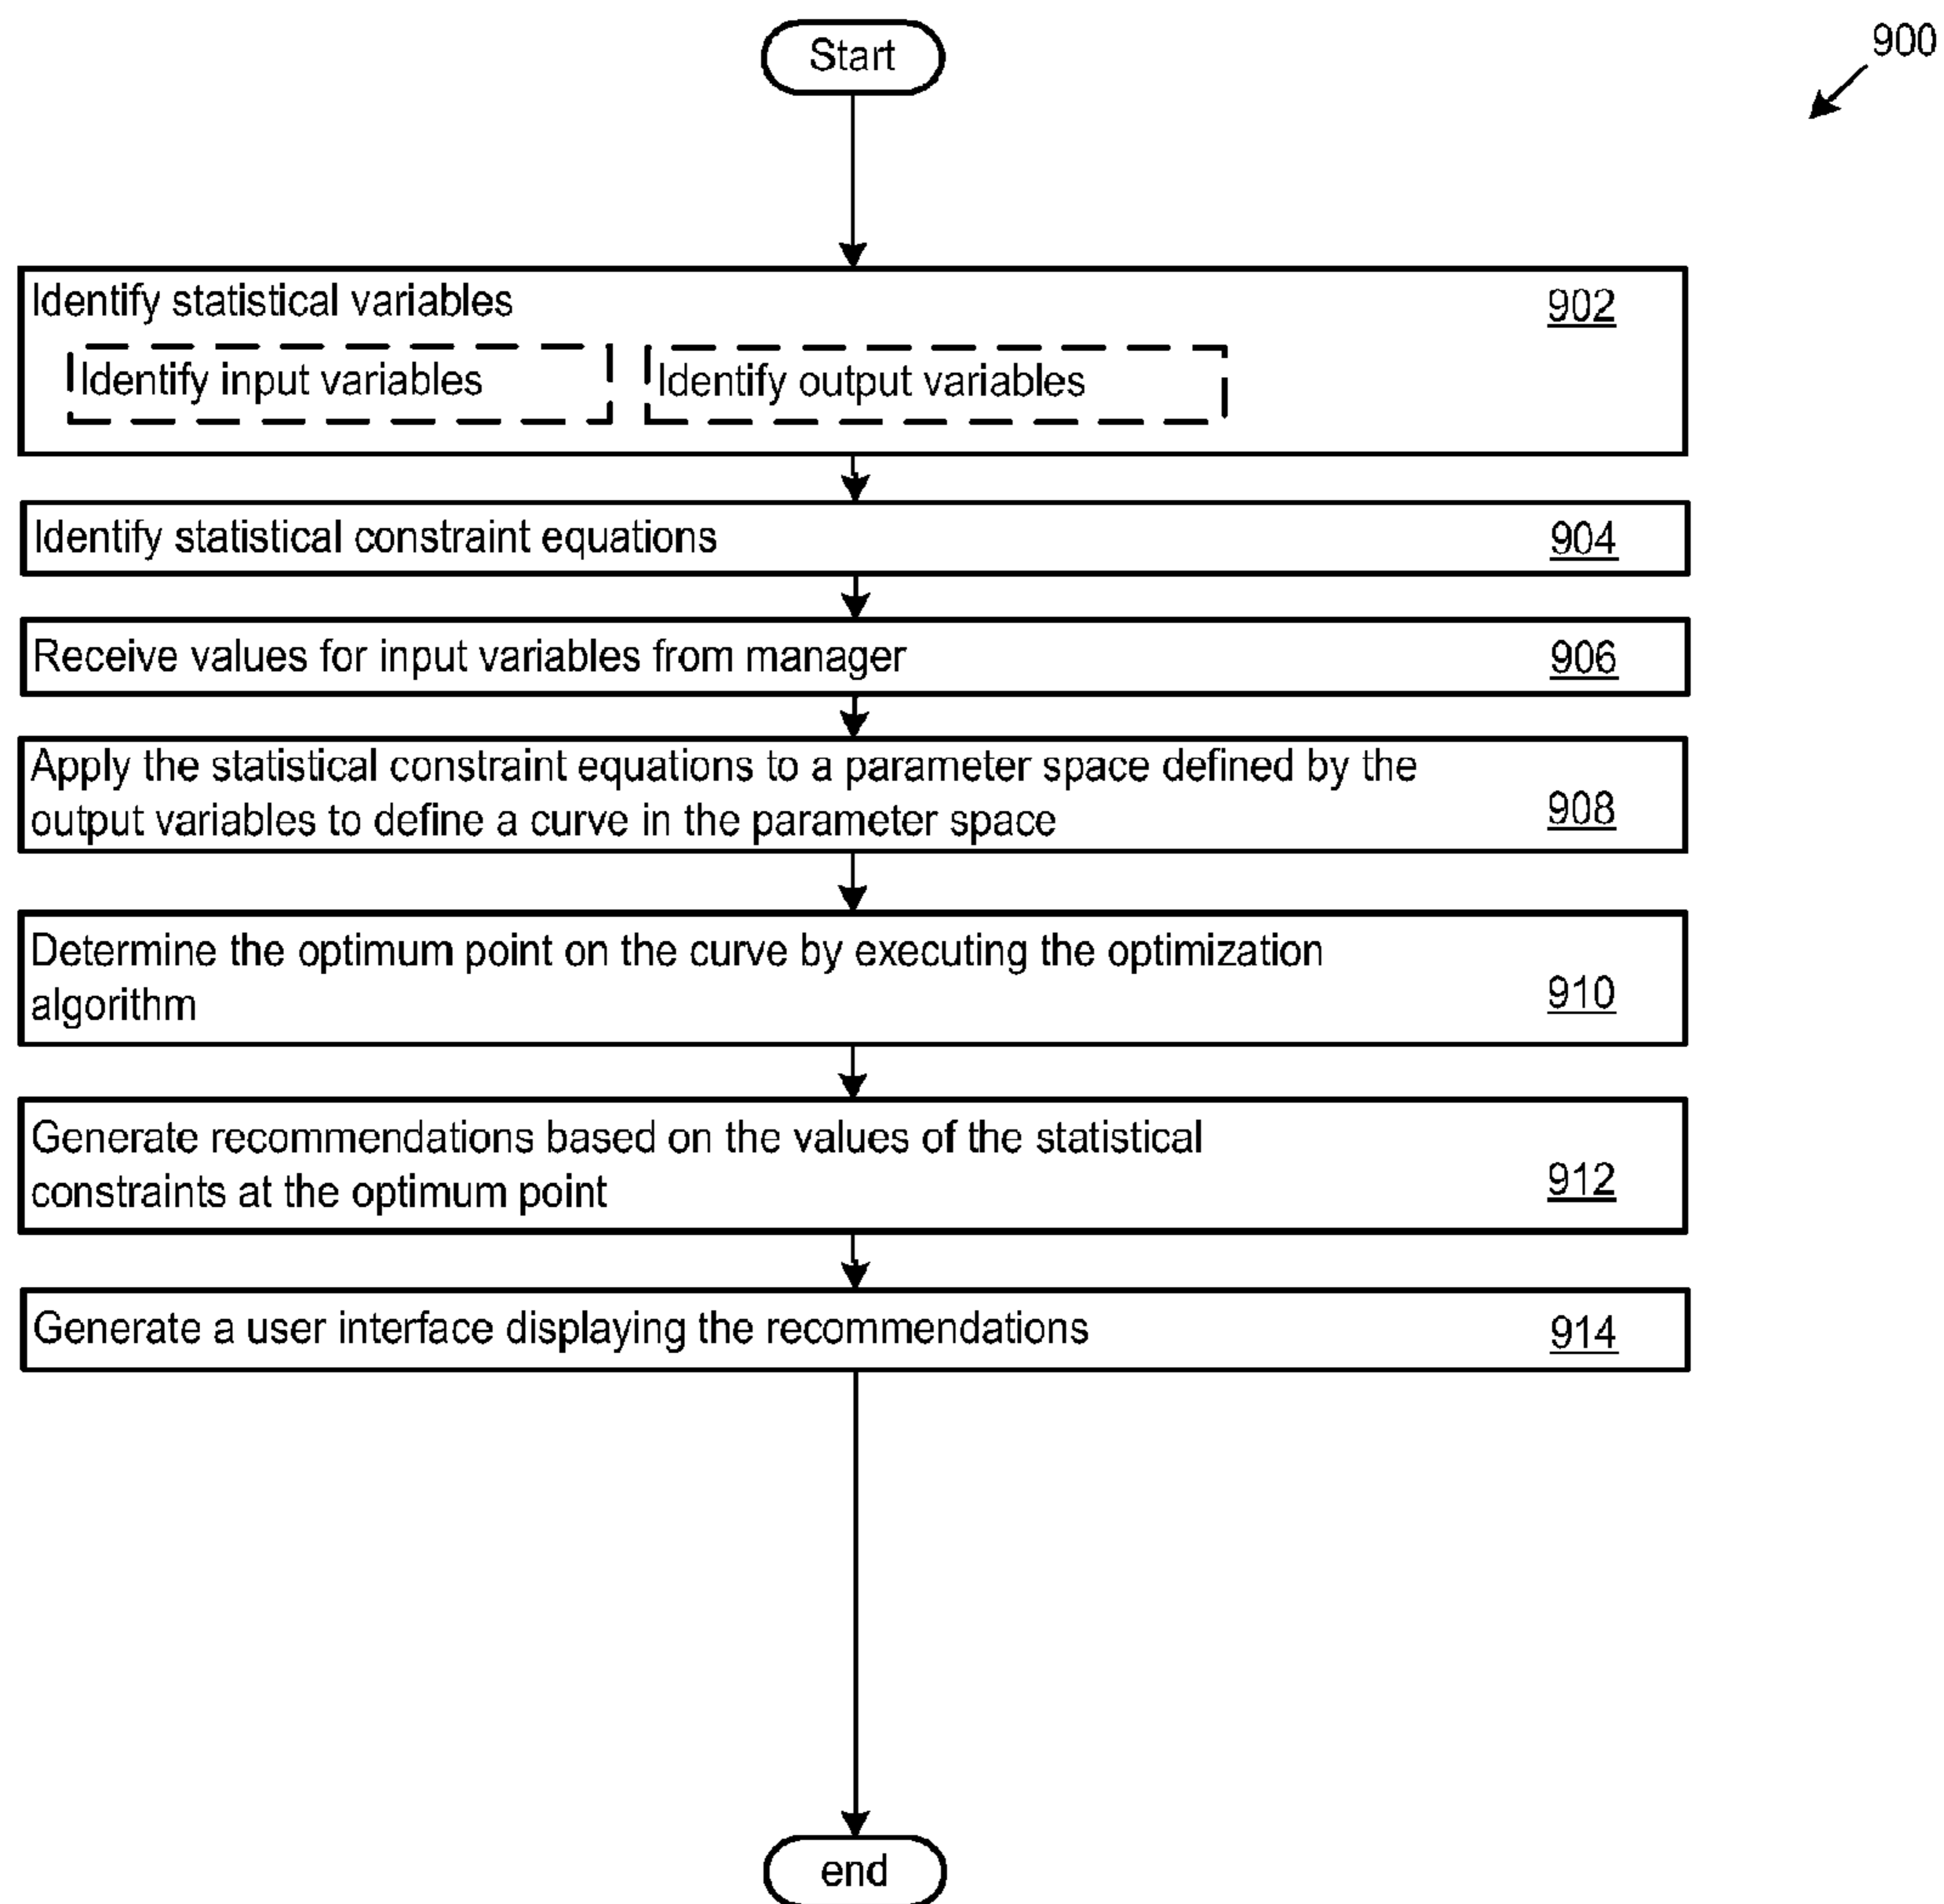 Start
900
Identify statistical variables
902
Identify input variables
Identify output variables
Identify statistical constraint equations
904
Receive values for input variables from manager
906
Apply the statistical constraint equations to a parameter space defined by the
output variables to define a curve in the parameter space
908
Determine the optimum point on the curve by executing the optimization
algorithm
910
Generate recommendations based on the values of the statistical
constraints at the optimum point
912
Generate a user interface displaying the recommendations
914
end